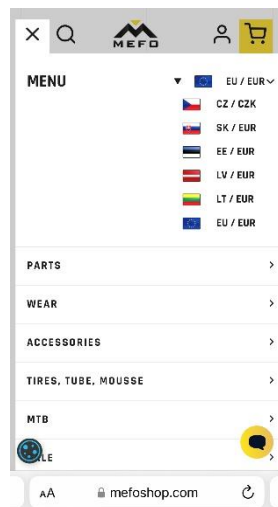 MEFO
MENU
EU / EUR
CZ / CZK
SK / EUR
EE / EUR
LV / EUR
LT / EUR
EU / EUR
PARTS
WEAR
ACCESSORIES
TIRES, TUBE, MOUSSE
MTB
LE
AA mefoshop.com